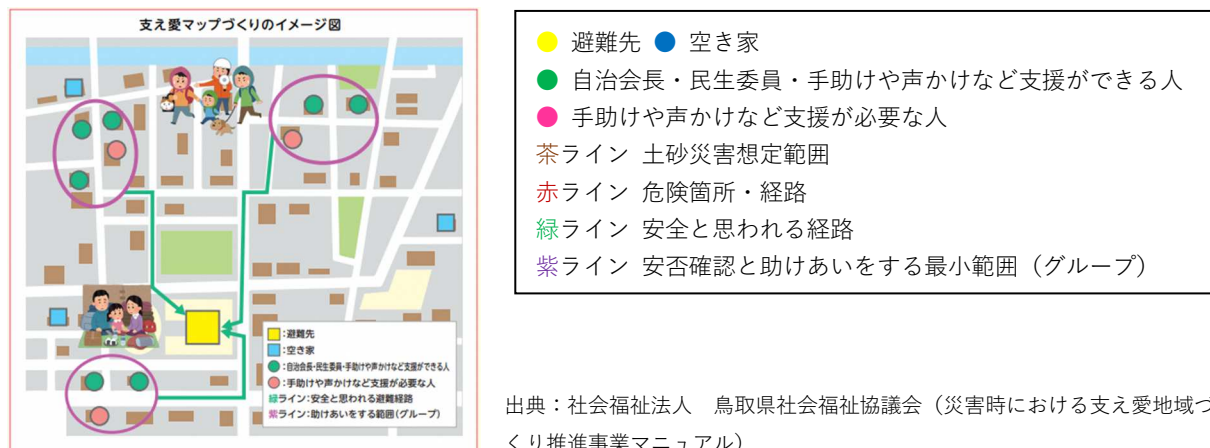 支え愛マップづくりのイメージ図
:避難先
:空き家
:自治会長・民生委員・手助けや声かけなど支援ができる人
:手助けや声かけなど支援が必要な人
緑ライン:安全と思われる避難経路
紫ライン:助けあいをする範囲(グループ)
● 避難先 ● 空き家
● 自治会長・民生委員・手助けや声かけなど支援ができる人
● 手助けや声かけなど支援が必要な人
茶ライン 土砂災害想定範囲
赤ライン 危険箇所・経路
緑ライン 安全と思われる経路
紫ライン 安否確認と助けあいをする最小範囲（グループ）
出典：社会福祉法人 鳥取県社会福祉協議会（災害時における支え愛地域づ
くり推進事業マニュアル）